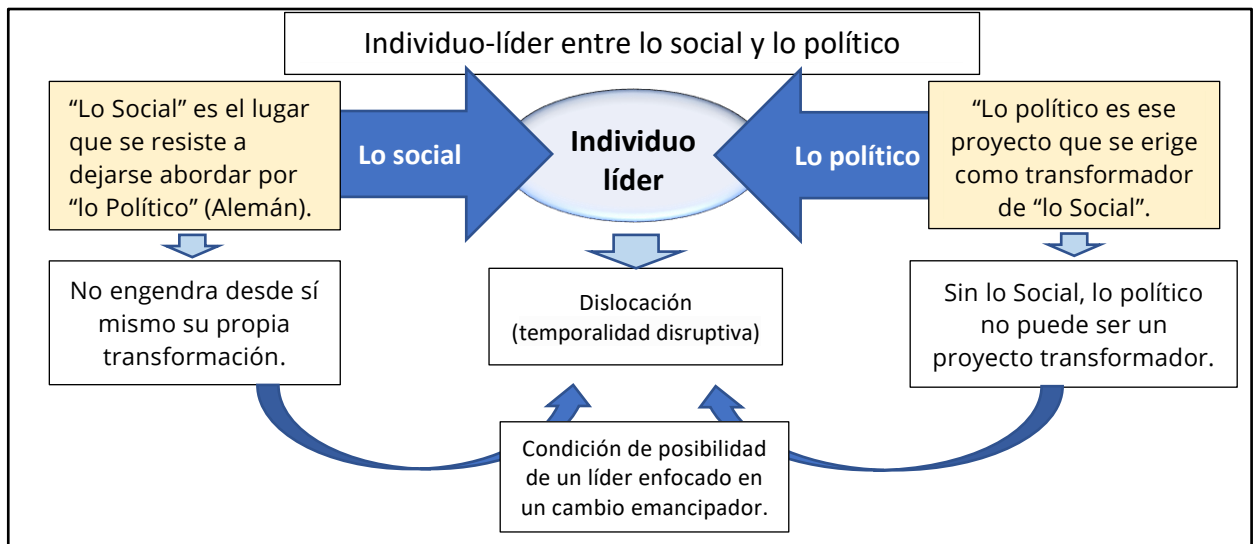 Individuo-líder entre lo social y lo político
“Lo Social” es el lugar
que se resiste a
dejarse abordar por
“lo Político” (Alemán).
Lo social
Individuo
líder
Lo político
“Lo político es ese
proyecto que se erige
como transformador
de “lo Social”.
No engendra desde sí
mismo su propia
transformación.
Dislocación
(temporalidad disruptiva)
Sin lo Social, lo político
no puede ser un
proyecto transformador.
Condición de posibilidad
de un líder enfocado en
un cambio emancipador.